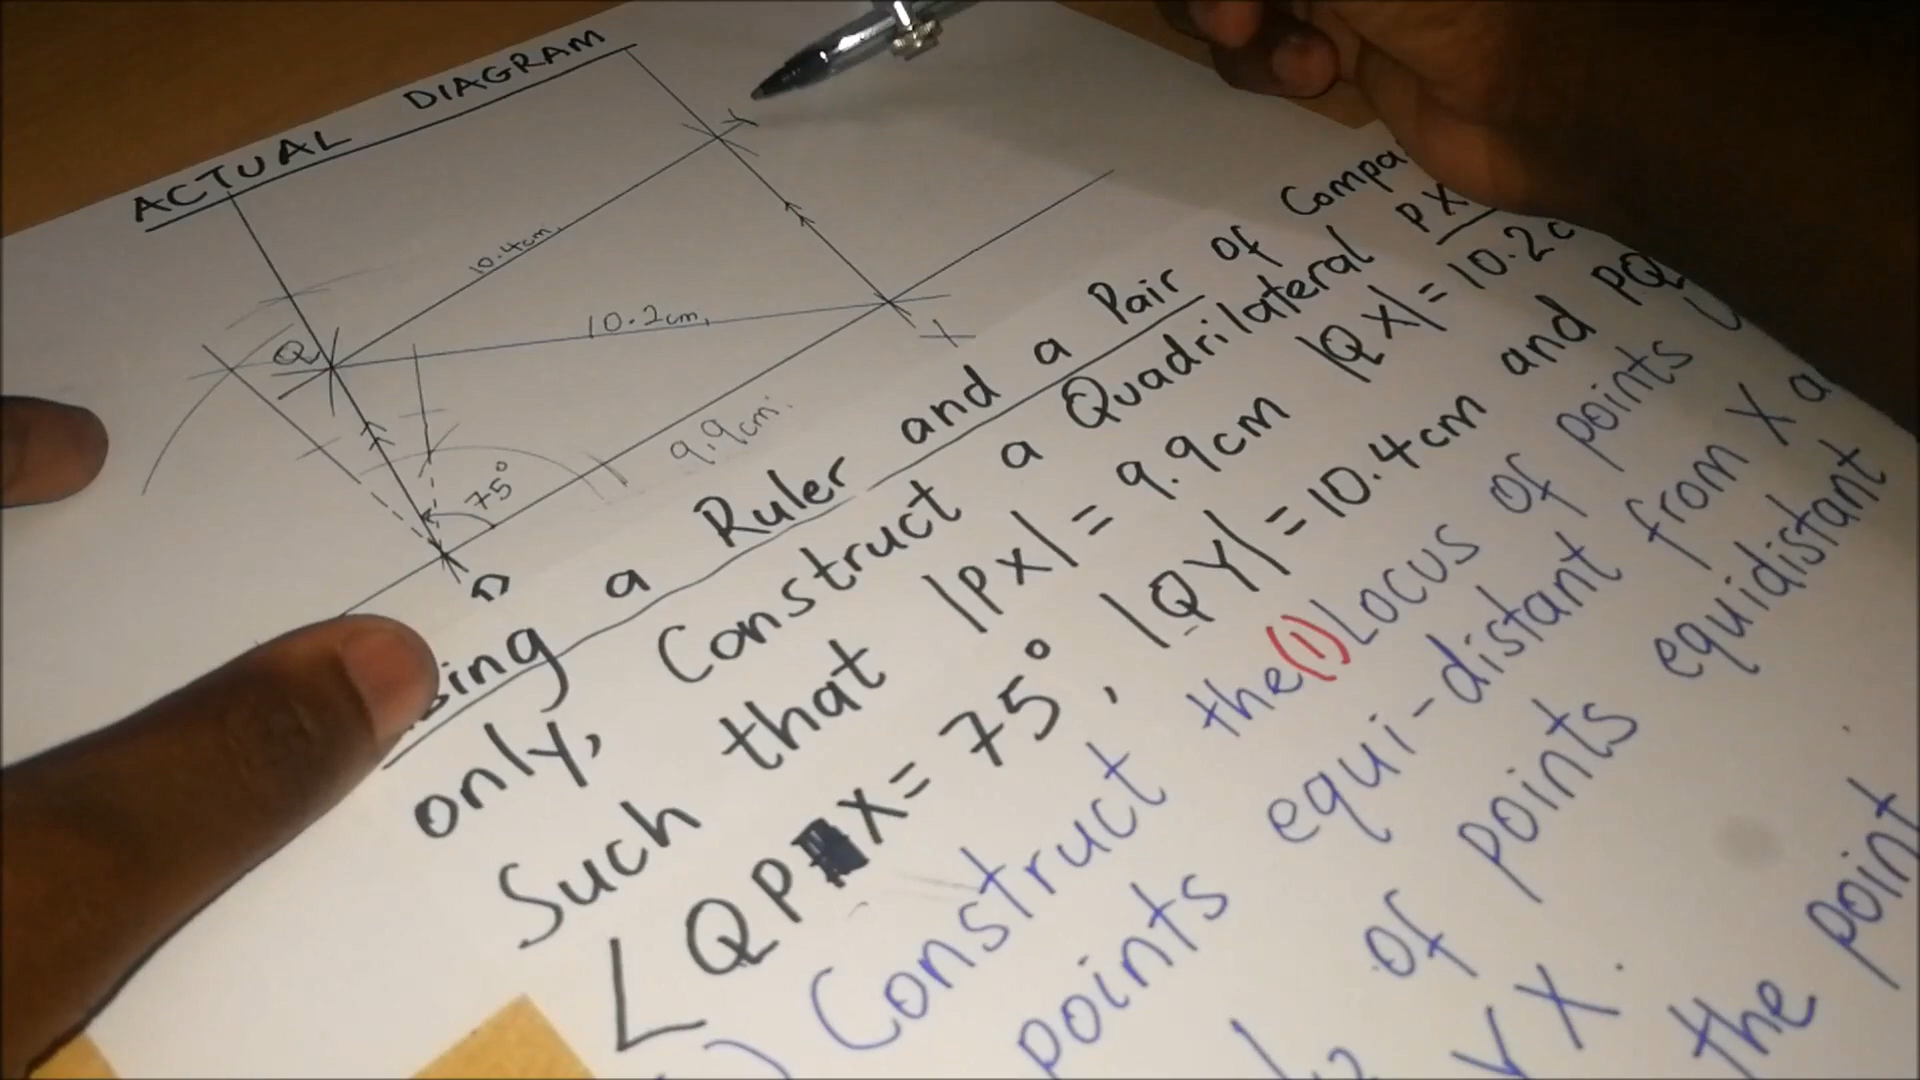 ACTUAL DIAGRAM
Y
10.4cm
Q
10.2cm
X
9.9cm
75°
P
a Ruler and a Pair of
only, Construct a Quadrilateral PX
Such that |PX| = 9.9cm |QX| = 10.2c
∠QPX = 75°, |QY| = 10.4cm and PQ
Construct the (1) Locus of points
points equi-distant from X a
of points equidistant
YX.
the point